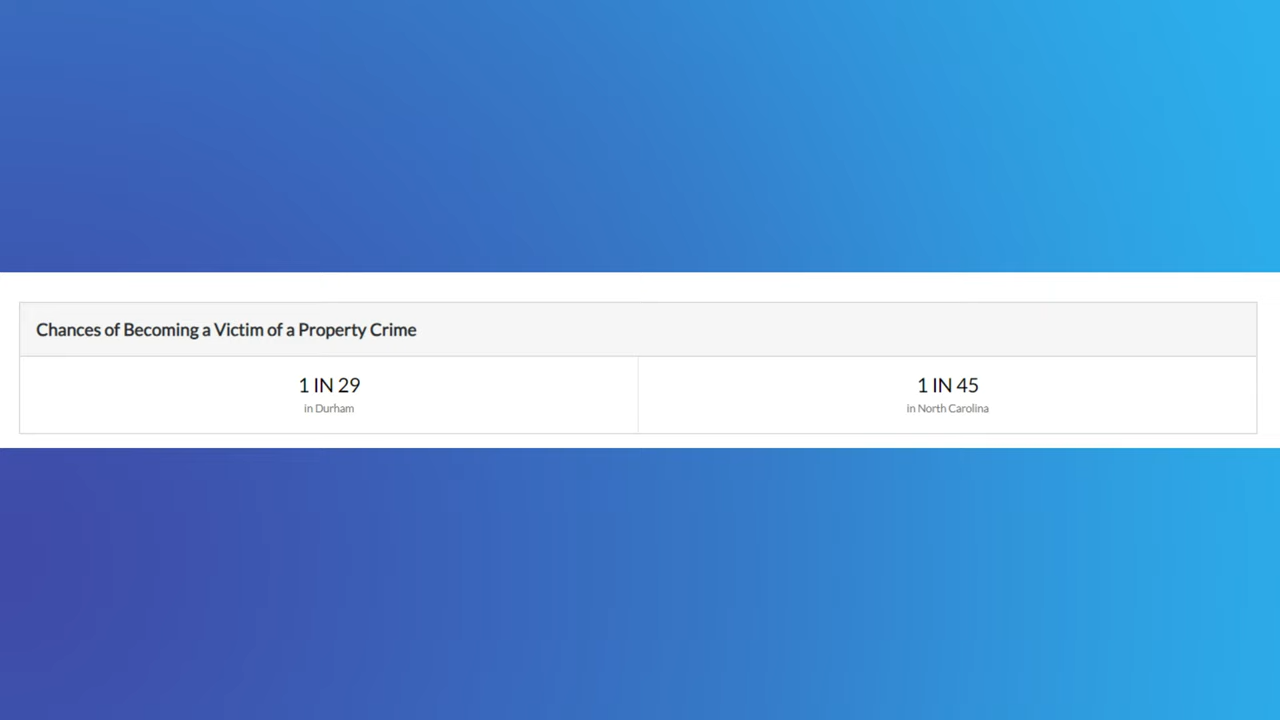 Chances of Becoming a Victim of a Property Crime
1 IN 29
in Durham
1 IN 45
in North Carolina